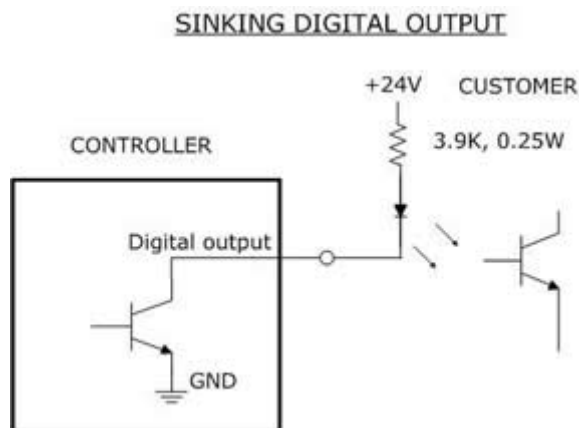 SINKING DIGITAL OUTPUT
+24V
CUSTOMER
3.9K, 0.25W
CONTROLLER
Digital output
GND